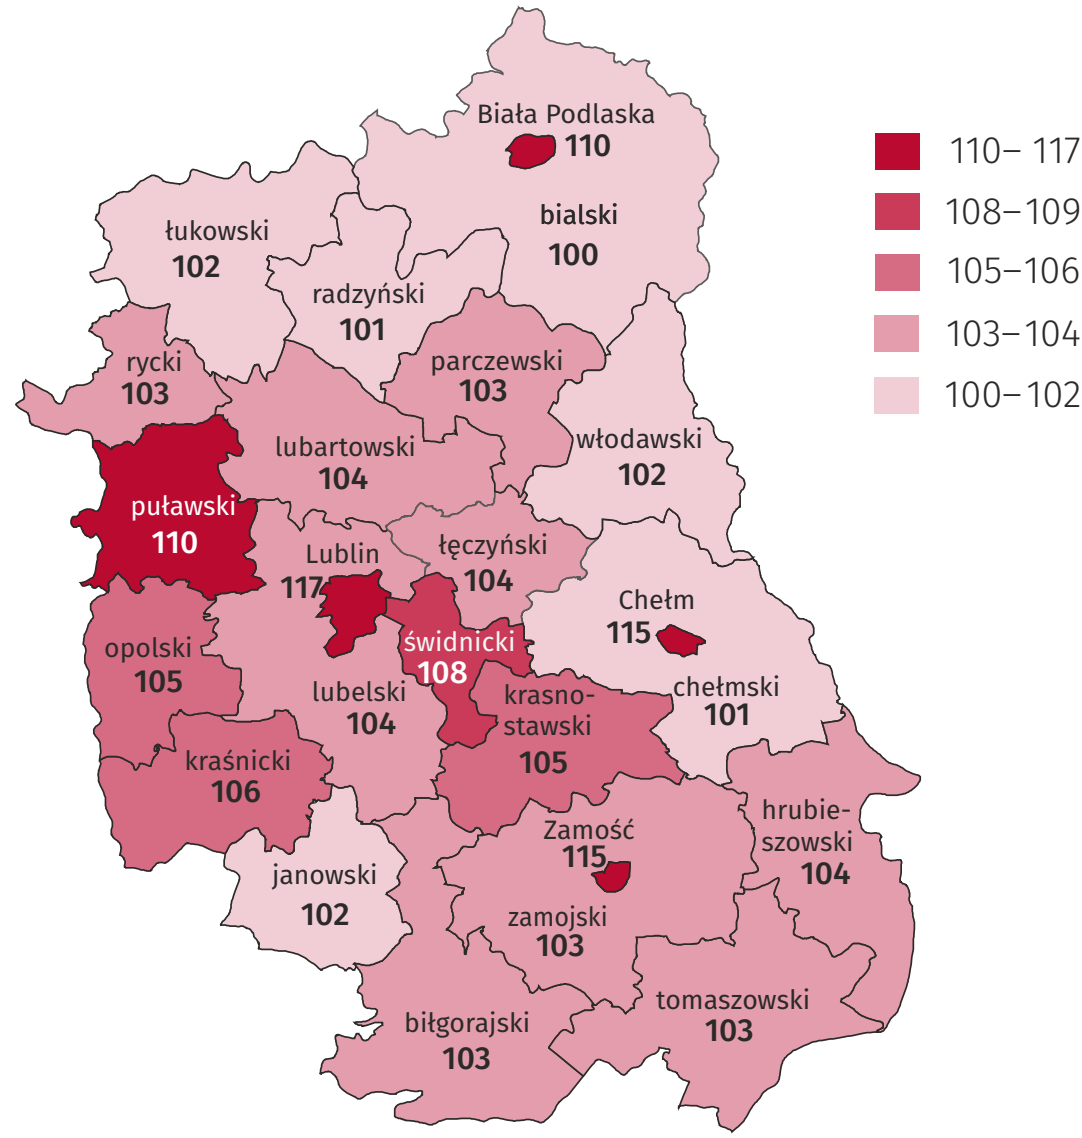 Biała Podlaska
110
bialski
100
łukowski
102
radzyński
101
rycki
103
parczewski
103
lubartowski
104
włodawski
102
puławski
110
Lublin
117
łęczyński
104
Chełm
115
świdnicki
108
opolski
105
lubelski
104
krasno-
stawski
105
chełmski
101
kraśnicki
106
janowski
102
Zamość
115
zamojski
103
hrubie-
szowski
104
biłgorajski
103
tomaszowski
103
110– 117
108–109
105–106
103–104
100–102